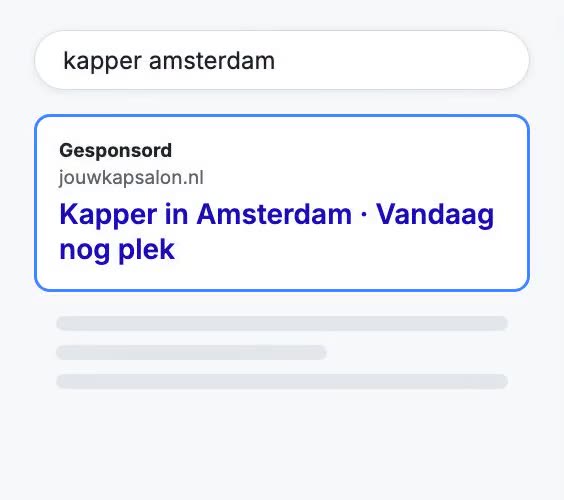 kapper amsterdam
Gesponsord
jouwkapsalon.nl
Kapper in Amsterdam · Vandaag
nog plek